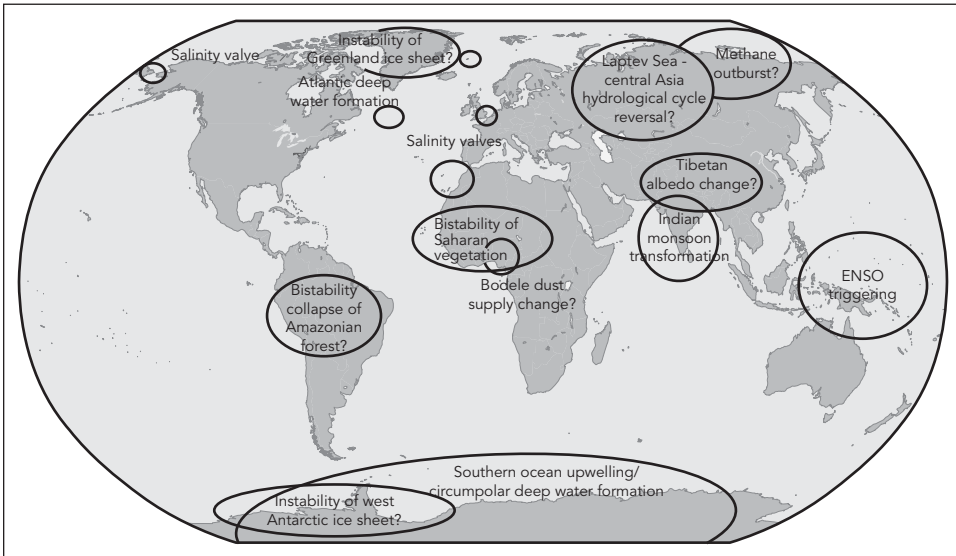 Salinity valve
Instability of
Greenland ice sheet?
Atlantic deep
water formation
Laptev Sea -
central Asia
hydrological cycle
reversal?
Methane
outburst?
Salinity valves
Tibetan
albedo change?
Bistability of
Saharan
vegetation
Indian
monsoon
transformation
Bodele dust
supply change?
ENSO
triggering
Bistability
collapse of
Amazonian
forest?
Southern ocean upwelling/
circumpolar deep water formation
Instability of west
Antarctic ice sheet?